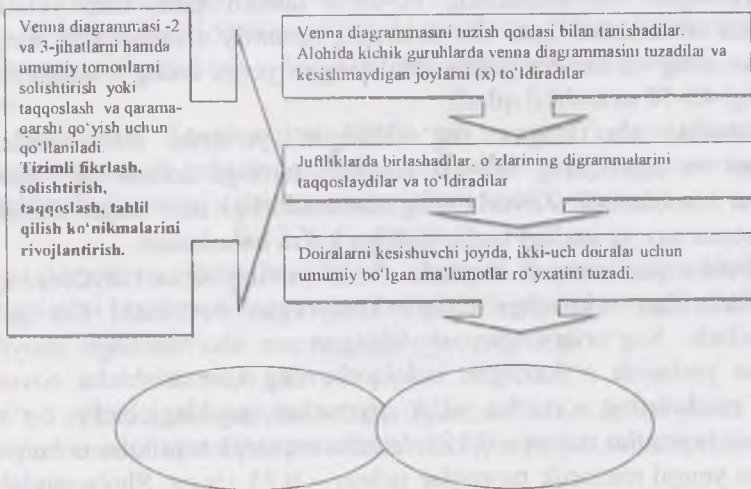 Venna diagrammasi -2
va 3-jihatlarni hamda
umumiy tomonlarni
solishtirish yoki
taqqoslash va qarama-
qarshi qo‘yish uchun
qo‘llaniladi.
Tizimli fikrlash,
solishtirish,
taqqoslash, tahlil
qilish ko‘nikmalarini
rivojlantirish.
Venna diagrammasini tuzish qoidasi bilan tanishadilar.
Alohida kichik guruhlarda venna diagrammasini tuzadilar va
kesishmaydigan joylarni (x) to‘ldiradilar
Juftliklarda birlashadilar. o‘zlarining digrammalarini
taqqoslaydilar va to‘ldiradilar
Doiralarni kesishuvchi joyida, ikki-uch doiralar uchun
umumiy bo‘lgan ma’lumotlar ro‘yxatini tuzadi.